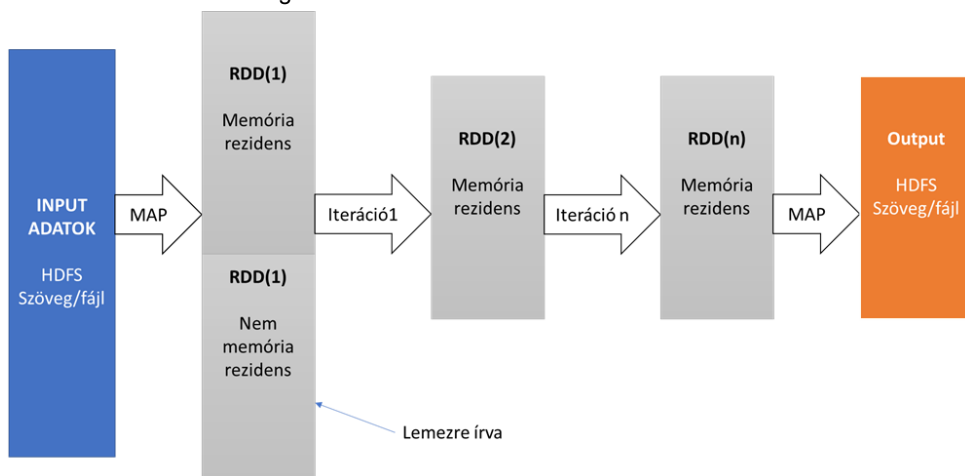 INPUT
ADATOK
HDFS
Szöveg/fájl
MAP
RDD(1)
Memória
rezidens
RDD(1)
Nem
memória
rezidens
Lemezre írva
Iteráció1
RDD(2)
Memória
rezidens
Iteráció n
RDD(n)
Memória
rezidens
MAP
Output
HDFS
Szöveg/fájl